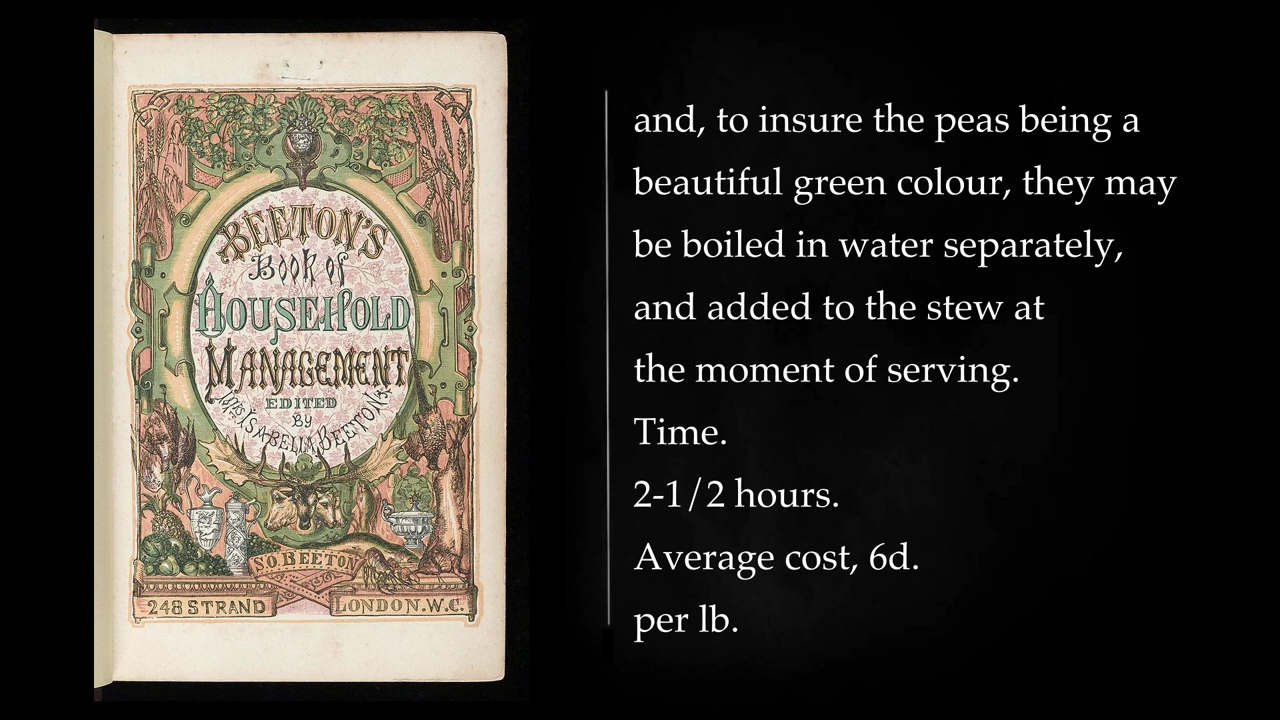 BEETON'S
Book of
HOUSEHOLD
MANAGEMENT
EDITED
BY
MRS ISABELLA BEETON
S.O. BEETON
248 STRAND
LONDON. W.C.
and, to insure the peas being a
beautiful green colour, they may
be boiled in water separately,
and added to the stew at
the moment of serving.
Time.
2-1/2 hours.
Average cost, 6d.
per lb.